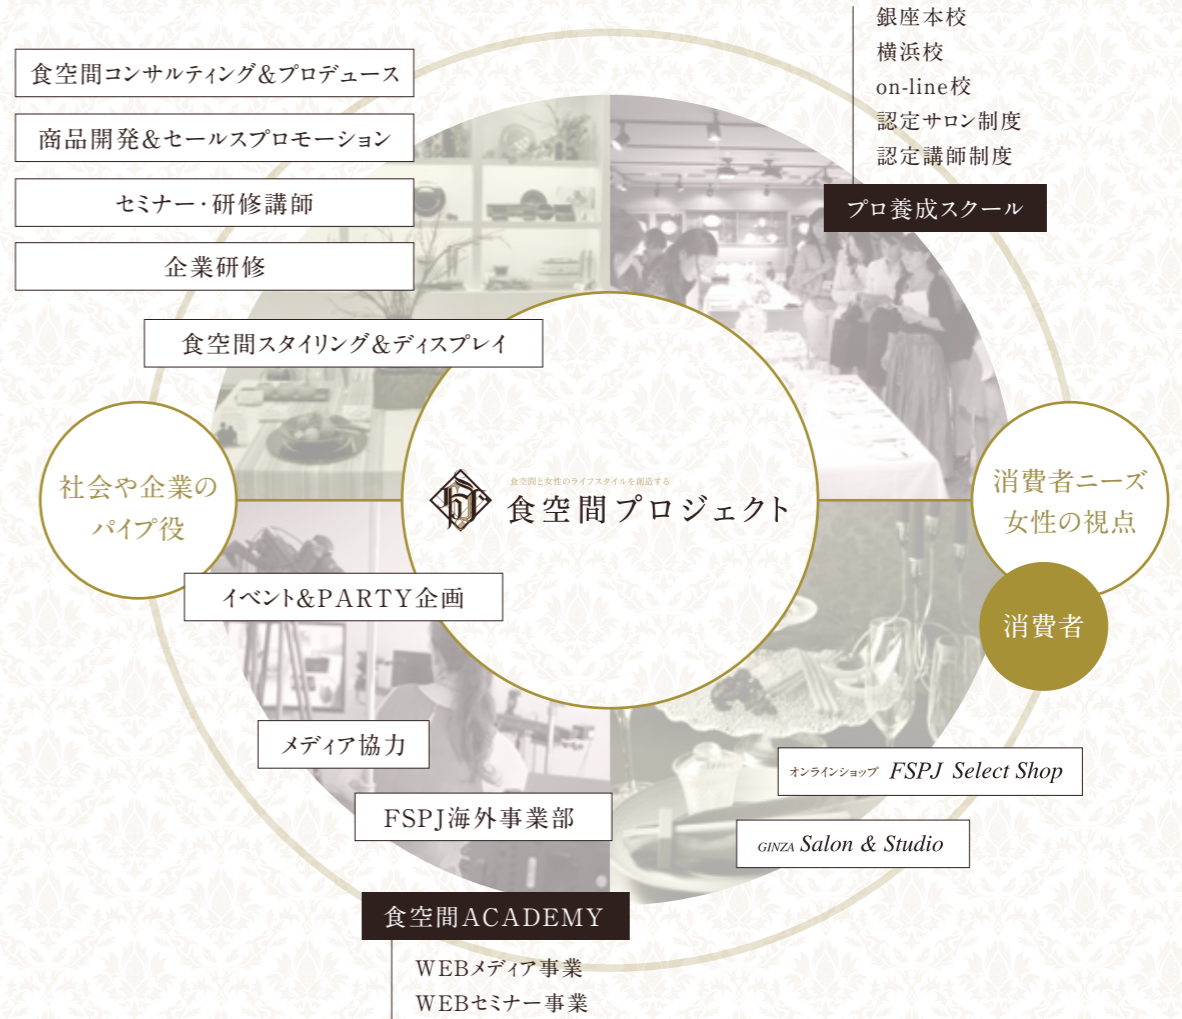 銀座本校
横浜校
on-line校
認定サロン制度
認定講師制度
プロ養成スクール
食空間コンサルティング&プロデュース
商品開発&セールスプロモーション
セミナー・研修講師
企業研修
食空間スタイリング&ディスプレイ
社会や企業の
パイプ役
食空間と女性のライフスタイルを創造する
食空間プロジェクト
消費者ニーズ
女性の視点
消費者
イベント&PARTY企画
メディア協力
FSPJ海外事業部
オンラインショップ FSPJ Select Shop
GINZA Salon & Studio
食空間ACADEMY
WEBメディア事業
WEBセミナー事業